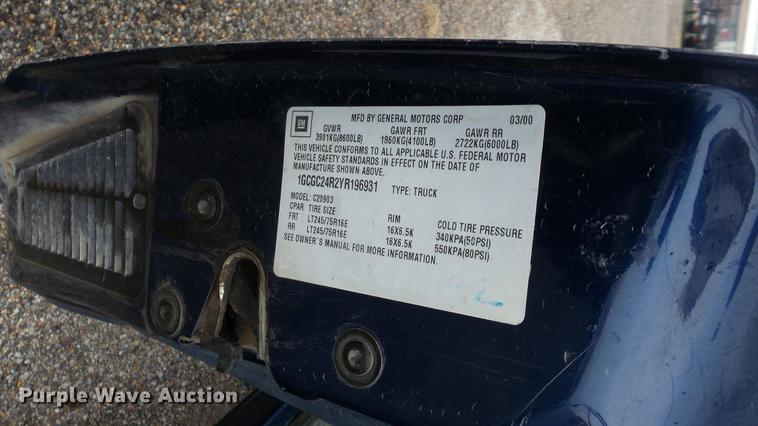 GM
MFD BY GENERAL MOTORS CORP 03/00
GVWR GAWR FRT GAWR RR
3901KG(8600LB) 1860KG(4100LB) 2722KG(6000LB)
THIS VEHICLE CONFORMS TO ALL APPLICABLE U.S. FEDERAL MOTOR
VEHICLE SAFETY STANDARDS IN EFFECT ON THE DATE OF
MANUFACTURE SHOWN ABOVE.
1GCGC24R2YR196931 TYPE: TRUCK
MODEL: C20903
CPAR TIRE SIZE RIM COLD TIRE PRESSURE
FRT LT245/75R16E 16X6.5K 340KPA(50PSI)
RR LT245/75R16E 16X6.5K 550KPA(80PSI)
SEE OWNER'S MANUAL FOR MORE INFORMATION.
Purple Wave Auction